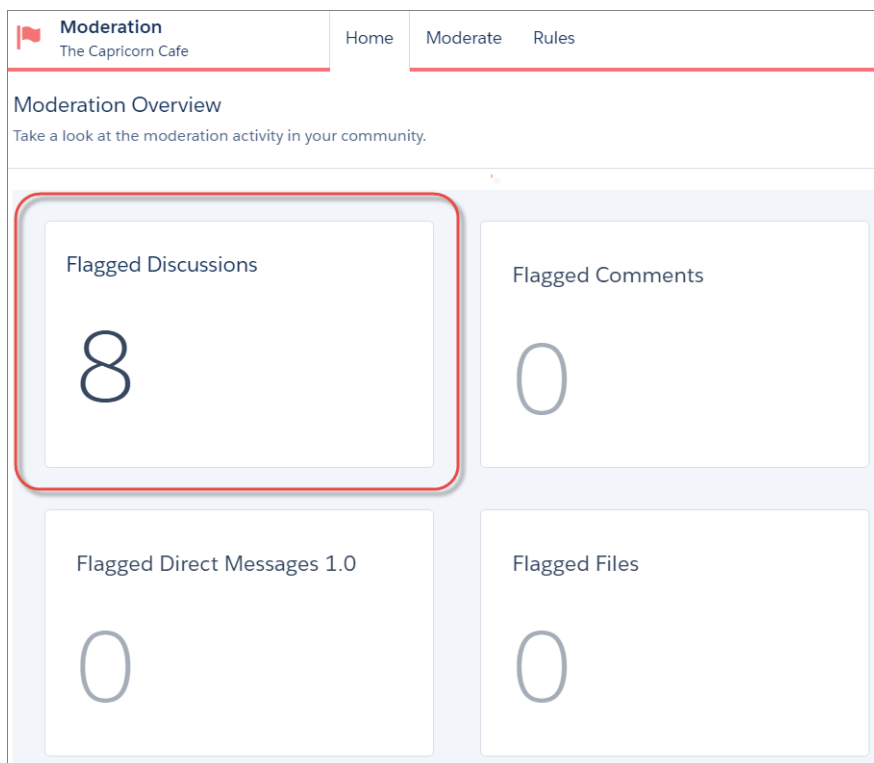 Moderation
The Capricorn Cafe
Home
Moderate
Rules
Moderation Overview
Take a look at the moderation activity in your community.
Flagged Discussions
8
Flagged Comments
0
Flagged Direct Messages 1.0
0
Flagged Files
0